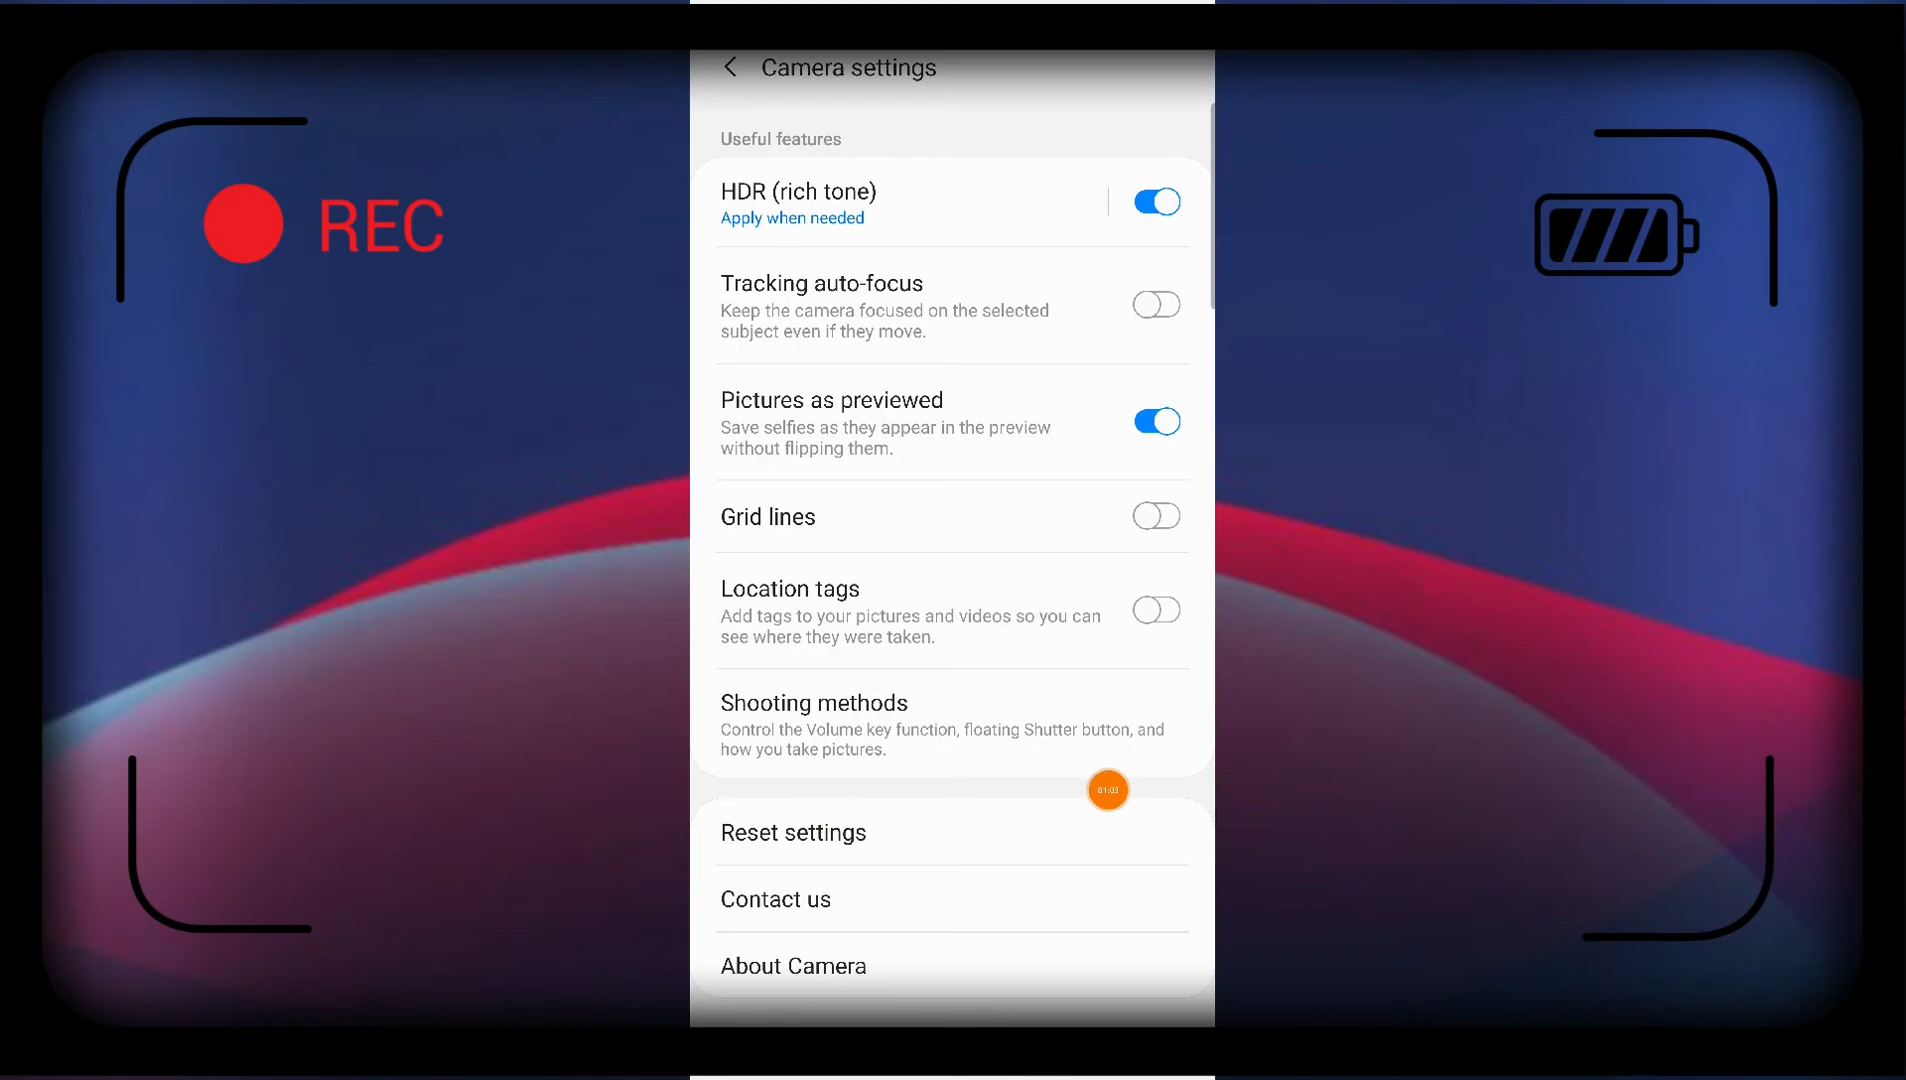 Camera settings
REC
Useful features
HDR (rich tone)
Apply when needed
Tracking auto-focus
Keep the camera focused on the selected
subject even if they move.
Pictures as previewed
Save selfies as they appear in the preview
without flipping them.
Grid lines
Location tags
Add tags to your pictures and videos so you can
see where they were taken.
Shooting methods
Control the Volume key function, floating Shutter button, and
how you take pictures.
01:03
Reset settings
Contact us
About Camera